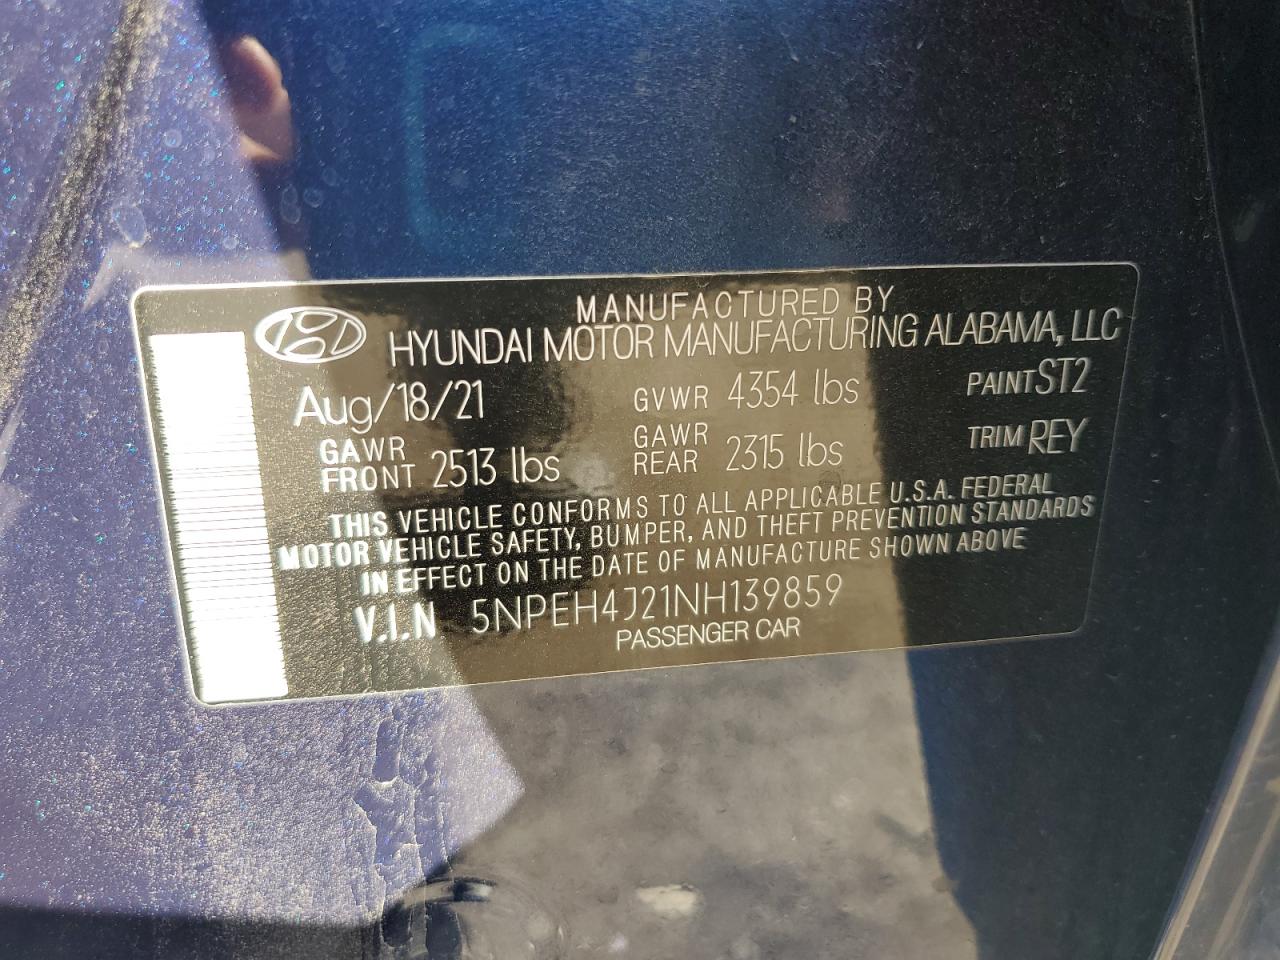 MANUFACTURED BY
HYUNDAI MOTOR MANUFACTURING ALABAMA, LLC
Aug/18/21 GVWR 4354 lbs PAINT ST2
GAWR FRONT 2513 lbs GAWR REAR 2315 lbs TRIM REY
THIS VEHICLE CONFORMS TO ALL APPLICABLE U.S.A. FEDERAL
MOTOR VEHICLE SAFETY, BUMPER, AND THEFT PREVENTION STANDARDS
IN EFFECT ON THE DATE OF MANUFACTURE SHOWN ABOVE
V.I.N 5NPEH4J21NH139859
PASSENGER CAR